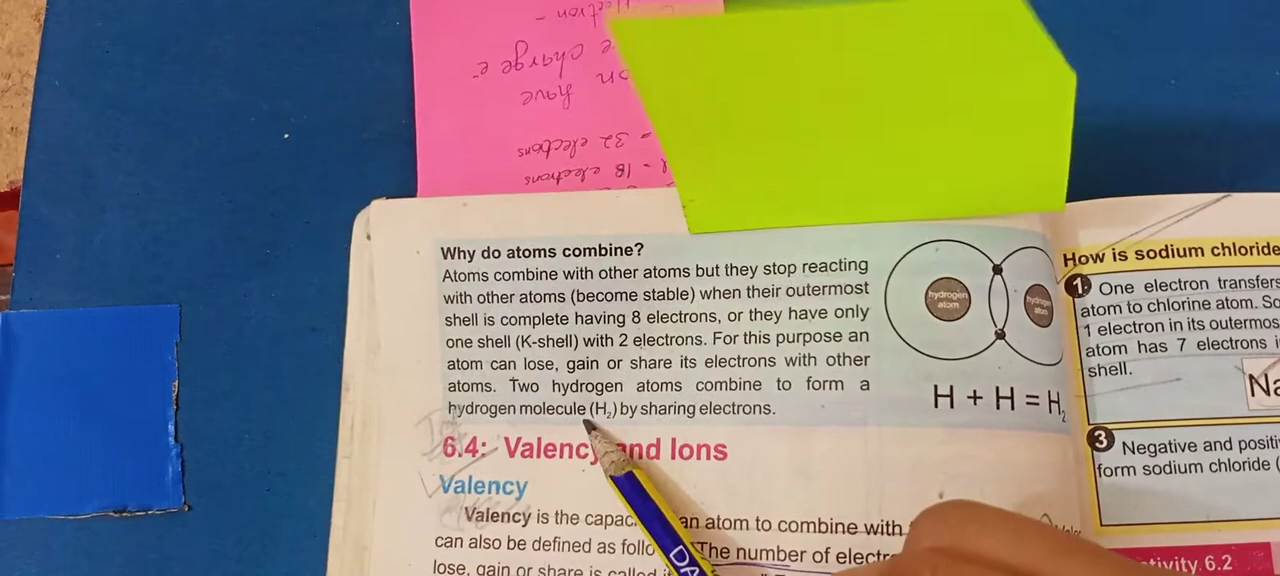 ctron -
charge e⁻
on
have
= 32 electrons
- 18 electrons
Why do atoms combine?
Atoms combine with other atoms but they stop reacting
with other atoms (become stable) when their outermost
shell is complete having 8 electrons, or they have only
one shell (K-shell) with 2 electrons. For this purpose an
atom can lose, gain or share its electrons with other
atoms. Two hydrogen atoms combine to form a
hydrogen molecule (H₂) by sharing electrons.
hydrogen
atom
hydrogen
atom
H + H = H₂
6.4: Valency and Ions
Valency
Valency is the capac an atom to combine with
can also be defined as follo The number of electr
lose, gain or share is called i
How is sodium chloride
1 One electron transfers
atom to chlorine atom. So
1 electron in its outermos
atom has 7 electrons i
shell.
Na
3 Negative and positi
form sodium chloride (
tivity 6.2
DA